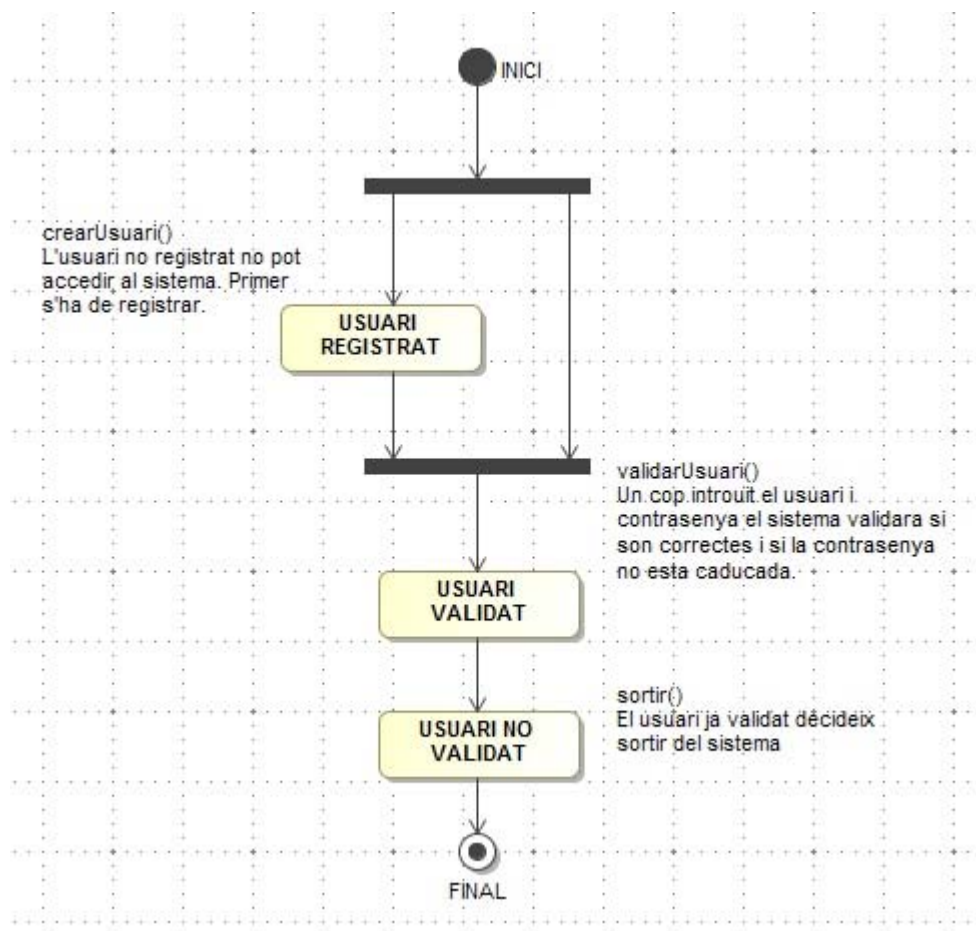 INICI
crearUsuari()
L'usuari no registrat no pot
accedir al sistema. Primer
s'ha de registrar.
USUARI
REGISTRAT
validarUsuari()
Un cop introuit el usuari i
contrasenya el sistema validara si
son correctes i si la contrasenya
no esta caducada.
USUARI
VALIDAT
sortir()
El usuari ja validat decideix
sortir del sistema
USUARI NO
VALIDAT
FINAL